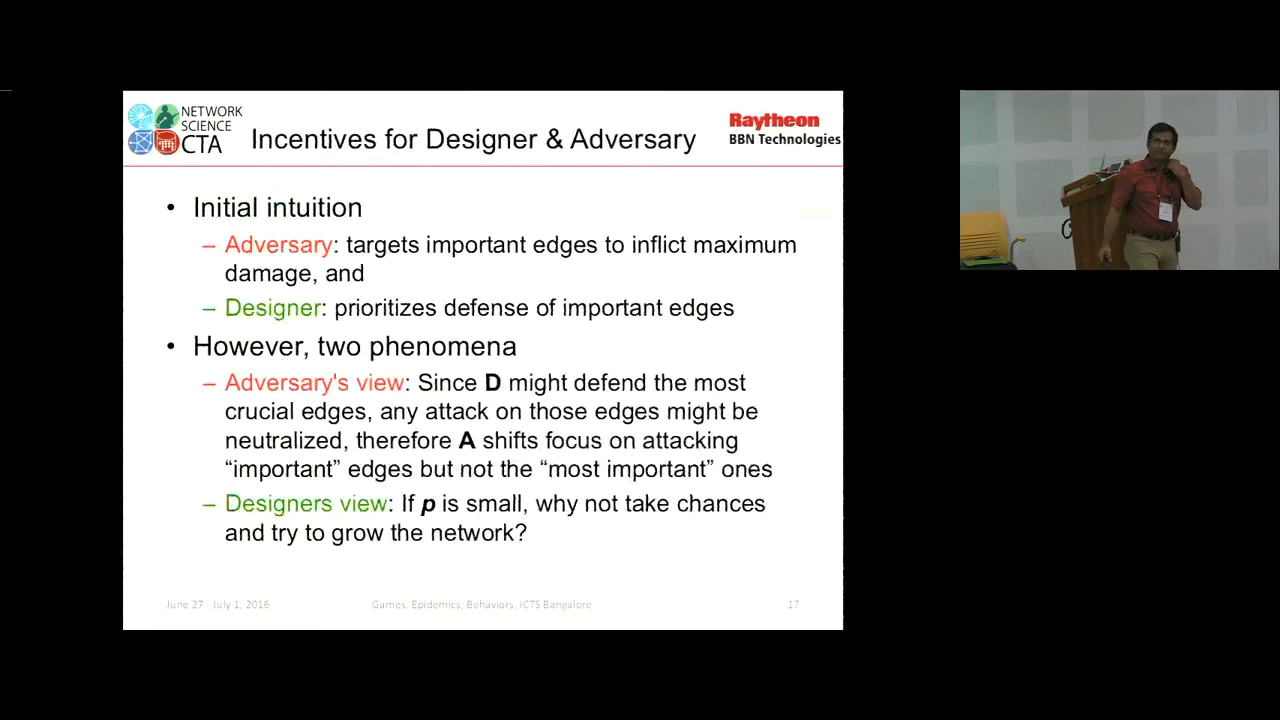 NETWORK
SCIENCE
CTA
Incentives for Designer & Adversary
Raytheon
BBN Technologies
• Initial intuition
– Adversary: targets important edges to inflict maximum
damage, and
– Designer: prioritizes defense of important edges
• However, two phenomena
– Adversary's view: Since D might defend the most
crucial edges, any attack on those edges might be
neutralized, therefore A shifts focus on attacking
“important” edges but not the “most important” ones
– Designers view: If p is small, why not take chances
and try to grow the network?
June 27 - July 1, 2016
Games, Epidemics, Behaviors, ICTS Bangalore
17